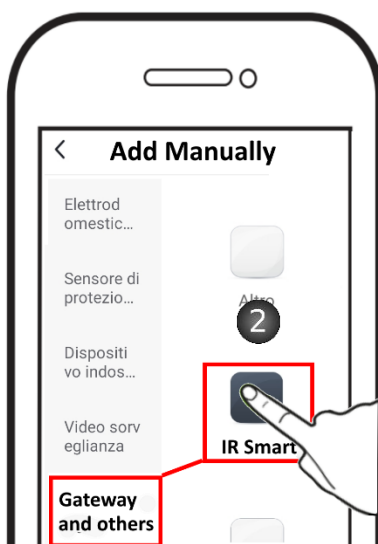 < Add Manually
Elettrod
omestic...
Sensore di
protezio...
Altro
2
Dispositi
vo indos...
Video sorv
eglianza
IR Smart
Gateway
and others